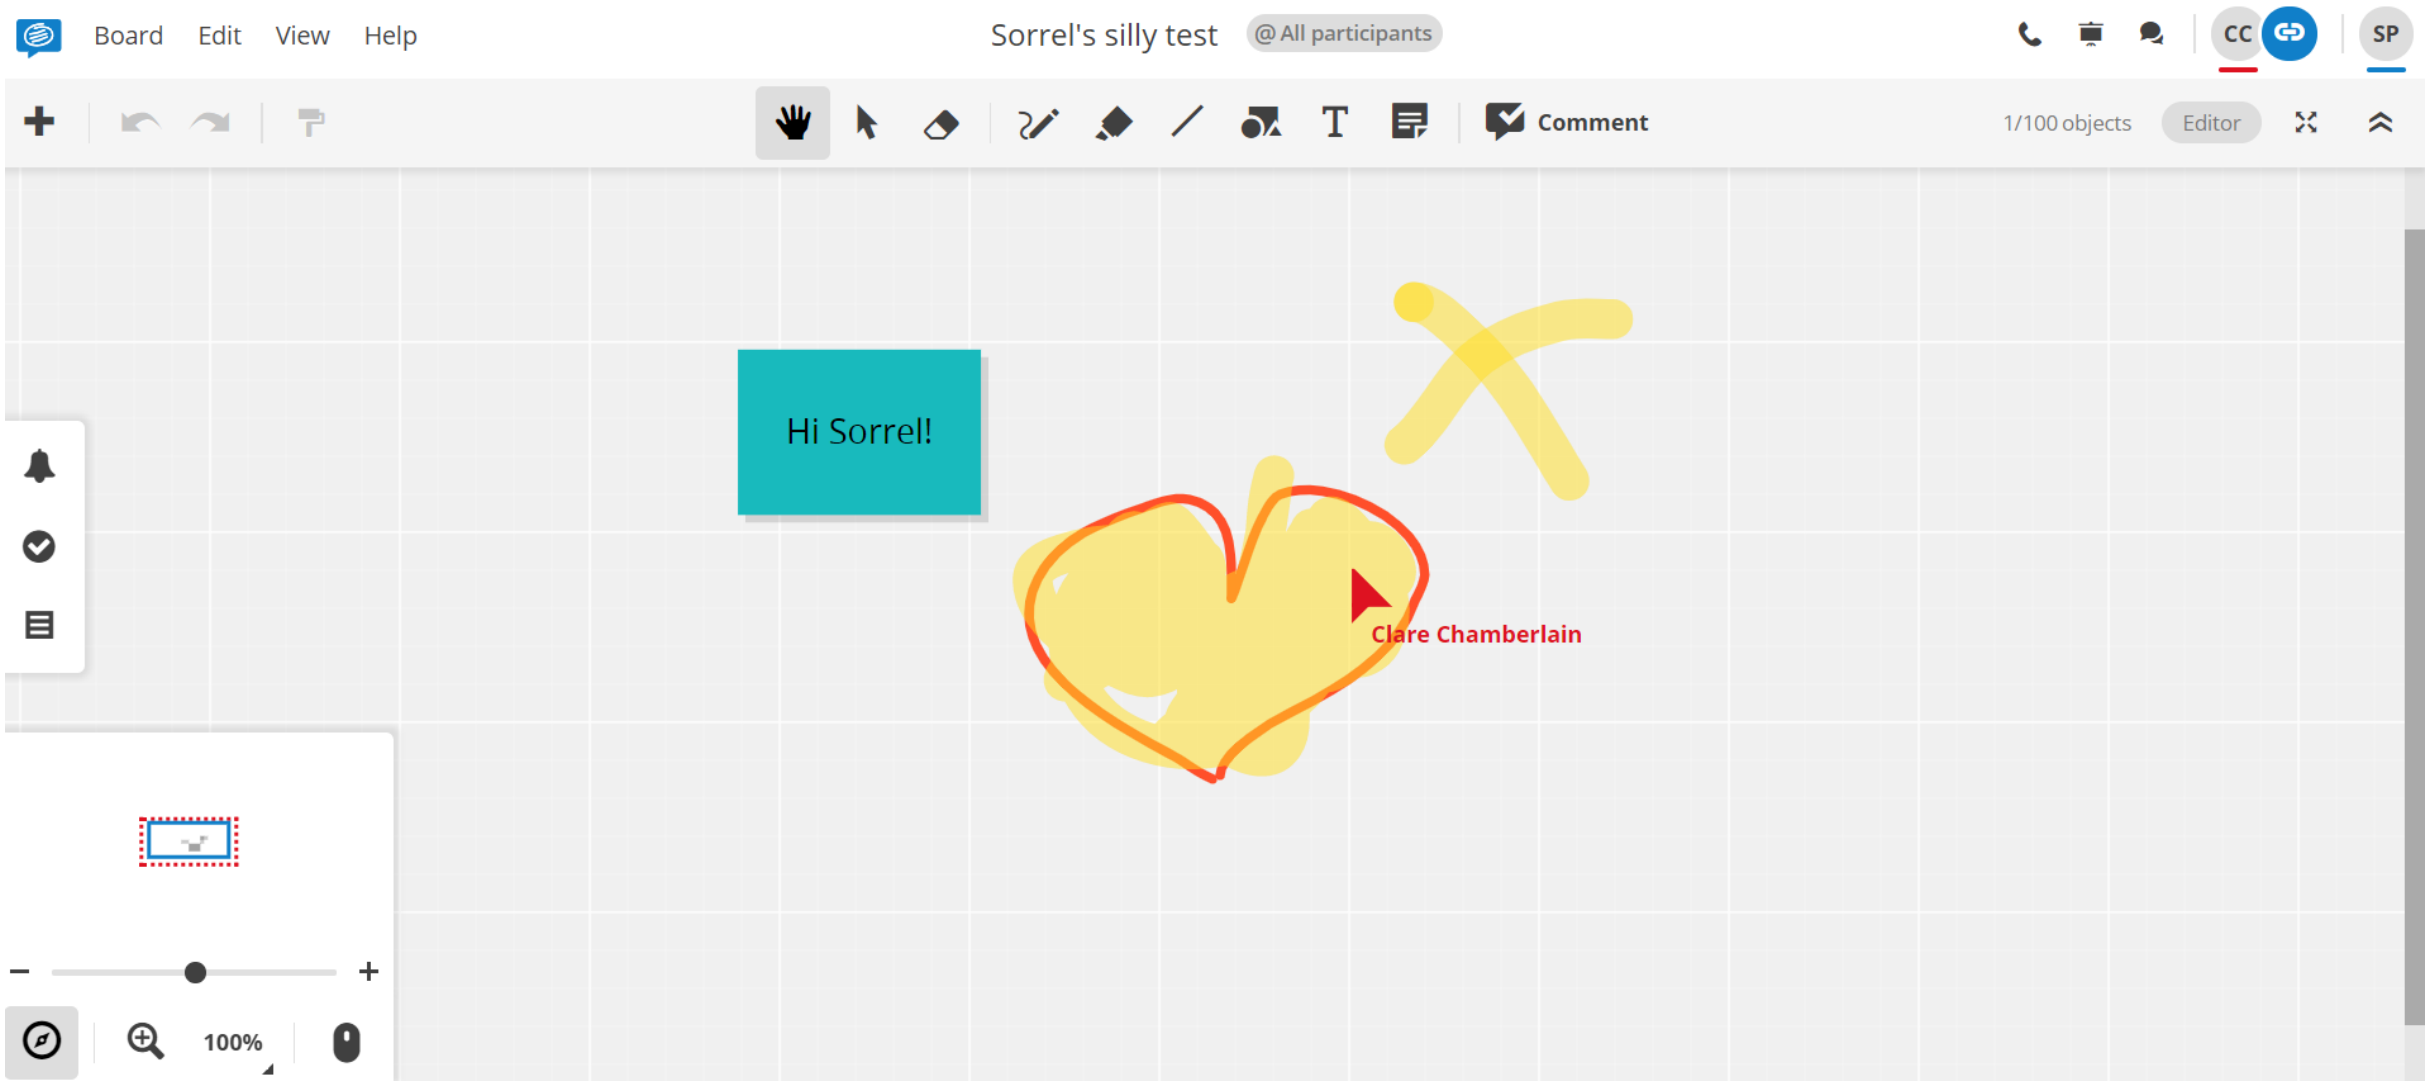 Board Edit View Help
Sorrel's silly test @ All participants
CC SP
Comment
1/100 objects Editor
Hi Sorrel!
Clare Chamberlain
100%